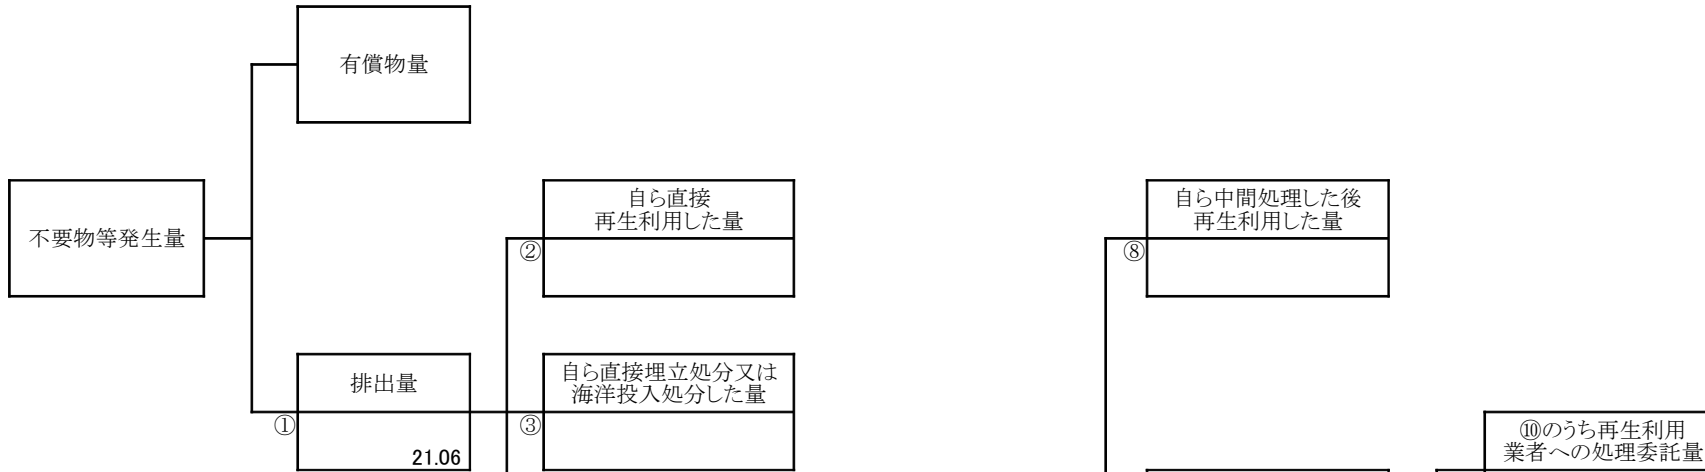 有償物量
不要物等発生量
自ら直接
再生利用した量
②
自ら中間処理した後
再生利用した量
⑧
排出量
①
21.06
自ら直接埋立処分又は
海洋投入処分した量
③
⑩のうち再生利用
業者への処理委託量